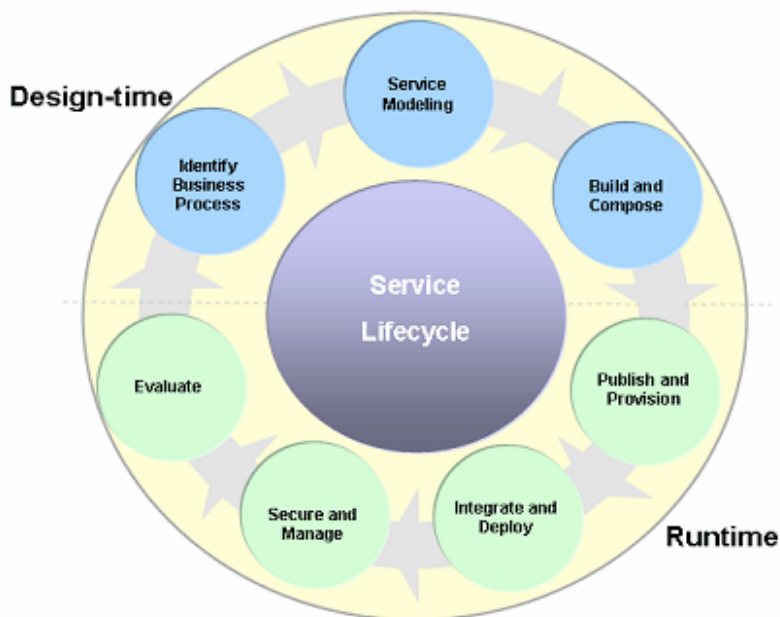 Design-time
Service
Modeling
Identify
Business
Process
Build and
Compose
Service
Lifecycle
Evaluate
Publish and
Provision
Secure and
Manage
Integrate and
Deploy
Runtime